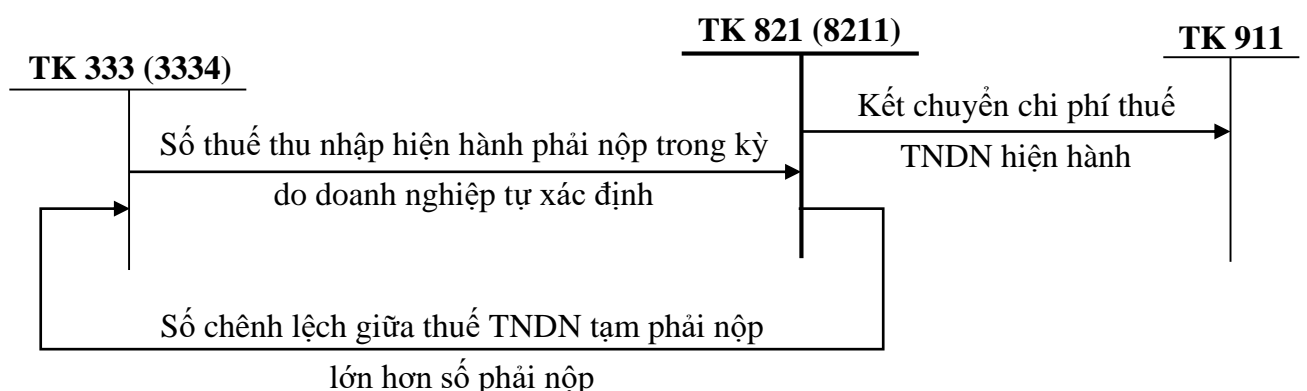 TK 821 (8211)
TK 911
TK 333 (3334)
Kết chuyển chi phí thuế
TNDN hiện hành
Số thuế thu nhập hiện hành phải nộp trong kỳ
do doanh nghiệp tự xác định
Số chênh lệch giữa thuế TNDN tạm phải nộp
lớn hơn số phải nộp